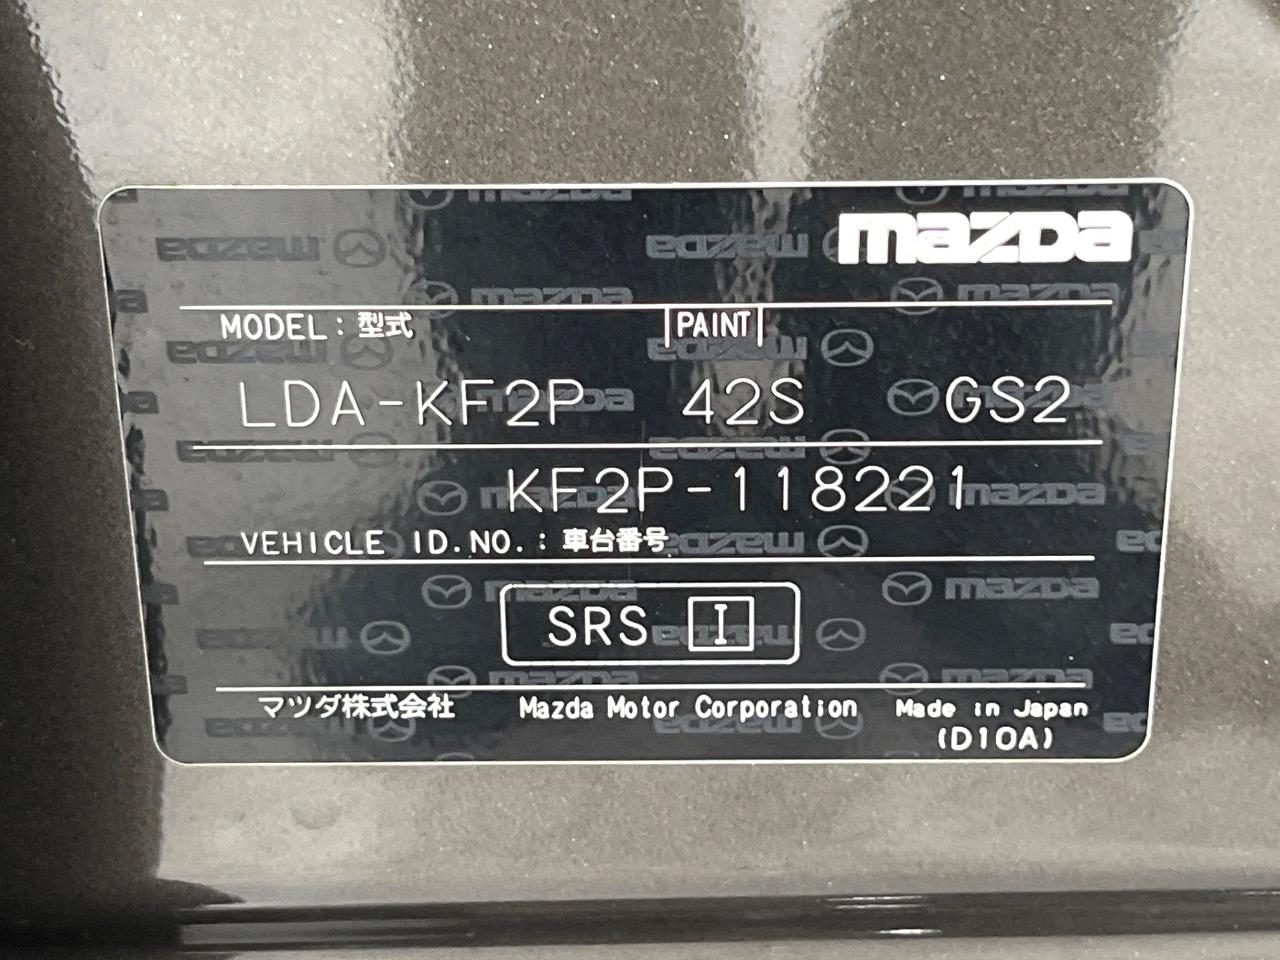 mazda
MODEL : 型式 PAINT
LDA-KF2P 42S GS2
KF2P-118221
VEHICLE ID.NO. : 車台番号
SRS I
マツダ株式会社 Mazda Motor Corporation Made in Japan
(D10A)